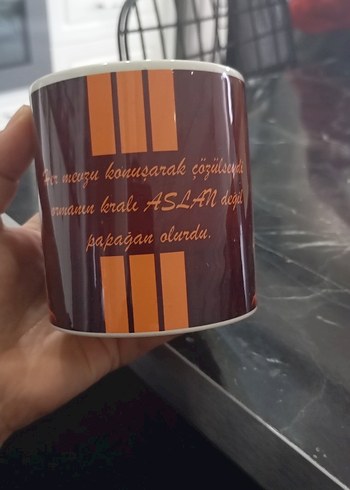 Her mevzu konuşarak çözülseydi
ormanın kralı ASLAN değil
papağan olurdu.